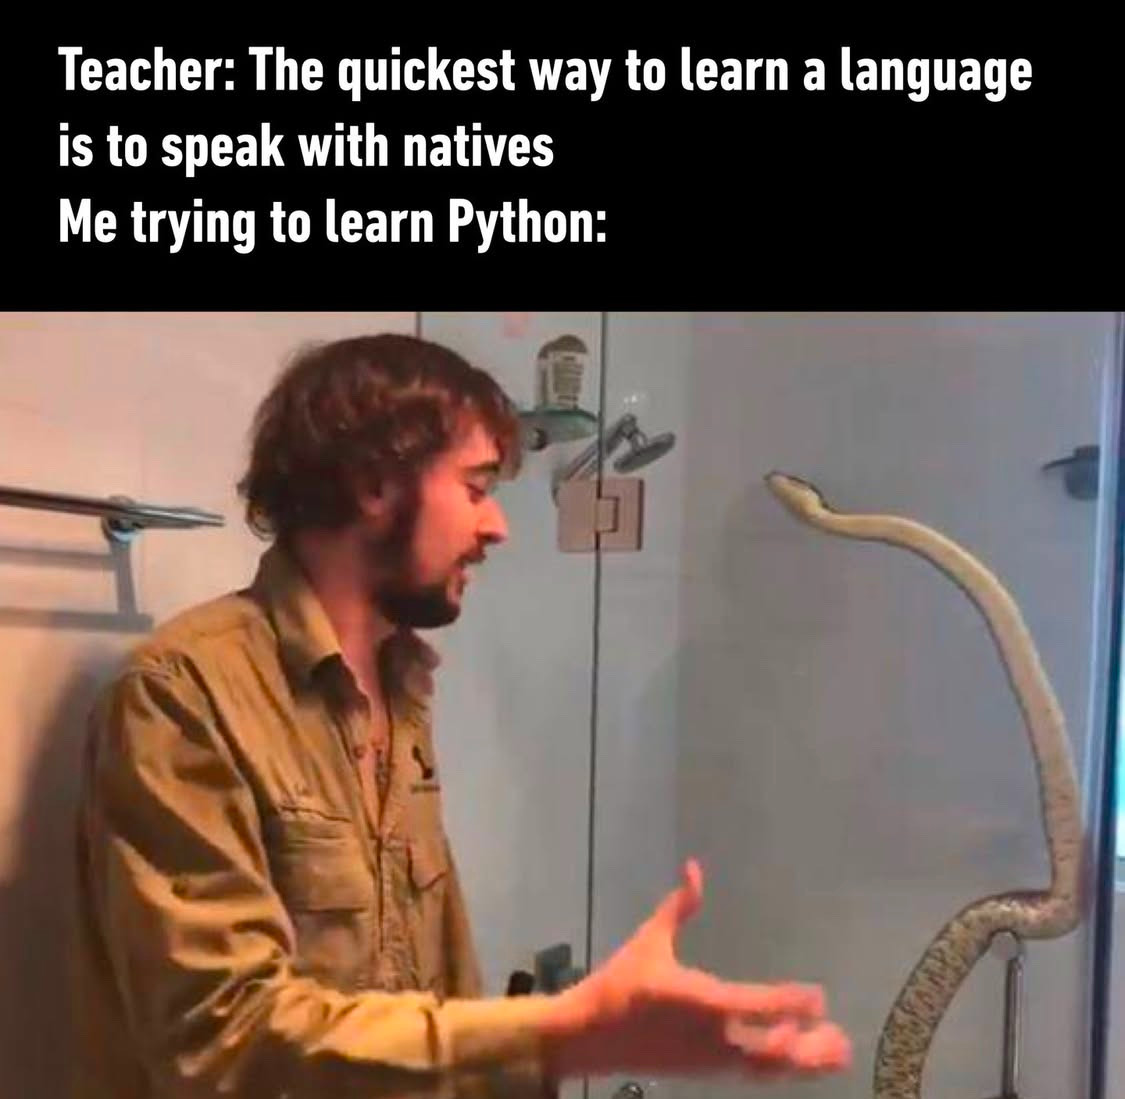 Teacher: The quickest way to learn a language
is to speak with natives
Me trying to learn Python: